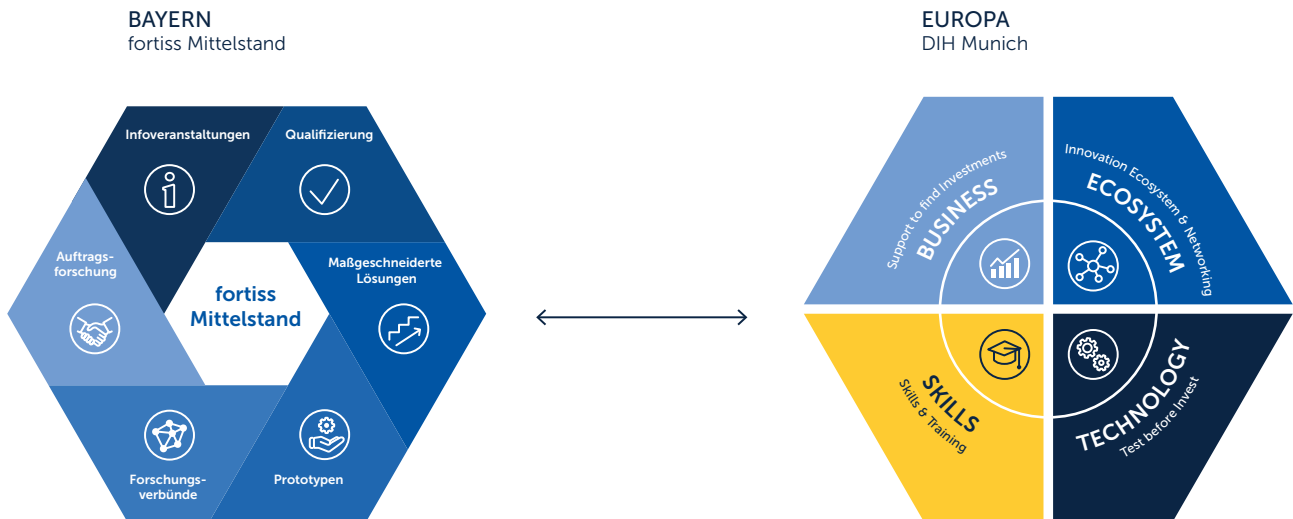 BAYERN
fortiss Mittelstand
Infoveranstaltungen
Qualifizierung
Auftrags-
forschung
Maßgeschneiderte
Lösungen
fortiss
Mittelstand
Forschungs-
verbünde
Prototypen
EUROPA
DIH Munich
Support to find Investments
BUSINESS
Innovation Ecosystem & Networking
ECOSYSTEM
SKILLS
Skills & Training
TECHNOLOGY
Test before Invest